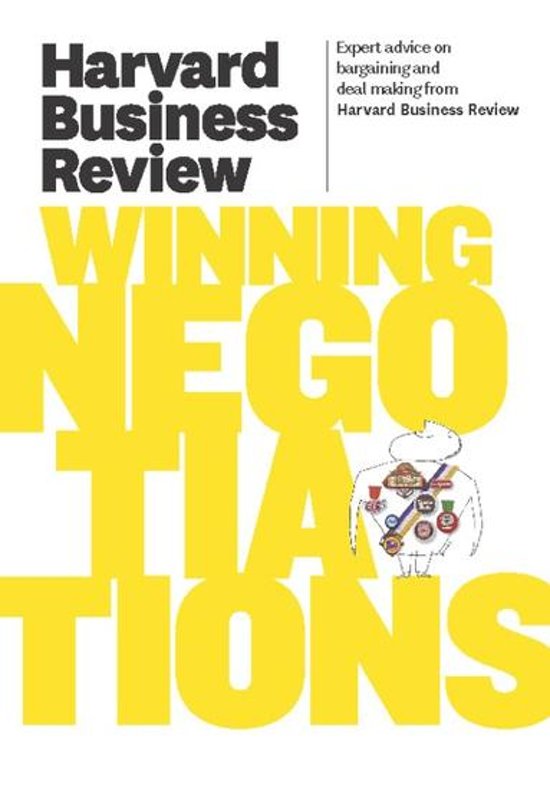 Harvard
Business
Review
Expert advice on
bargaining and
deal making from
Harvard Business Review
WINNING
NEGO
TIA
TIONS